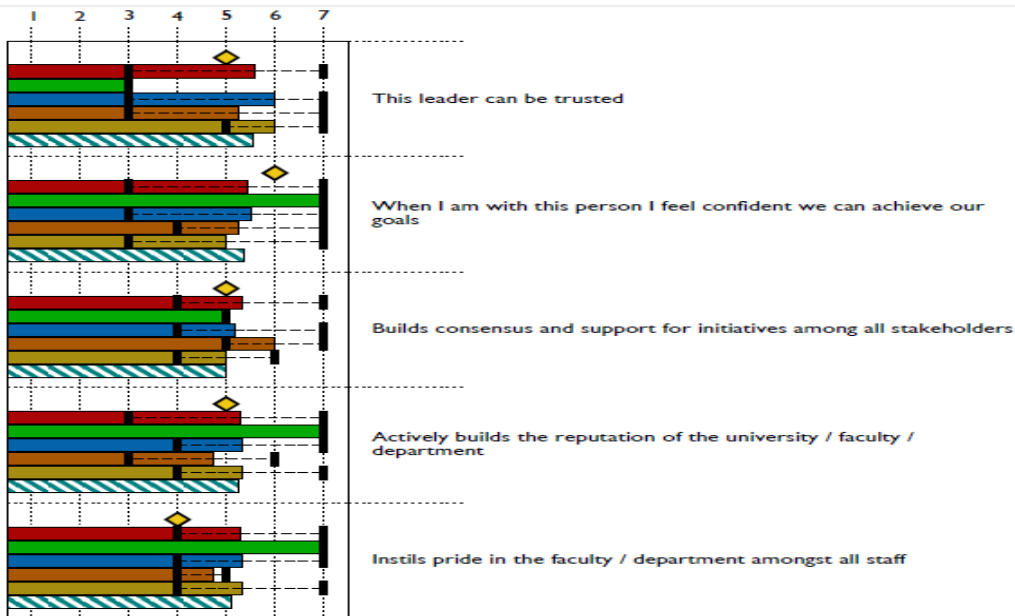 1 2 3 4 5 6 7
This leader can be trusted
When I am with this person I feel confident we can achieve our
goals
Builds consensus and support for initiatives among all stakeholders
Actively builds the reputation of the university / faculty /
department
Instils pride in the faculty / department amongst all staff